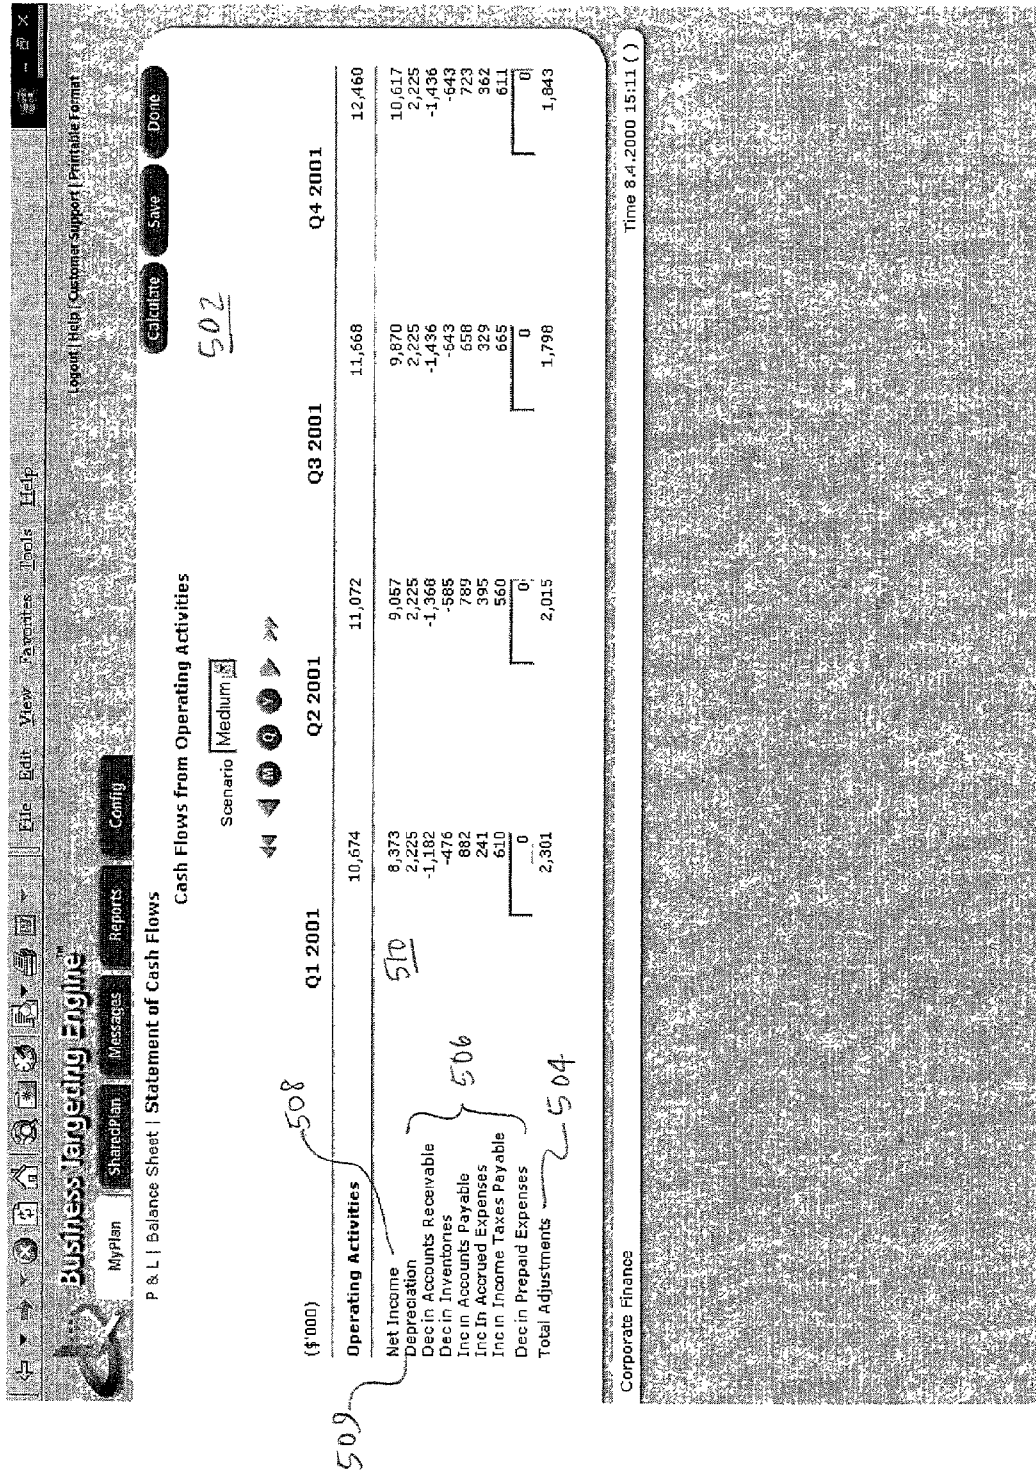 File Edit View Favorites Tools Help
Business Targeting Engine™
Logout | Help | Customer Support | Printable Format
MyPlan SharedPlan Messages Reports Config
Calculate Save Done
P & L | Balance Sheet | Statement of Cash Flows
Cash Flows from Operating Activities
502
Scenario Medium
M Q Y
($'000) Q1 2001 Q2 2001 Q3 2001 Q4 2001
508
509
Operating Activities 10,674 11,072 11,668 12,460
Net Income 8,373 9,057 9,870 10,617
510
Depreciation 2,225 2,225 2,225 2,225
Dec in Accounts Receivable -1,182 -1,368 -1,436 -1,436
Dec in Inventories -476 -585 -643 -643
506
Inc in Accounts Payable 882 789 658 723
Inc In Accrued Expenses 241 395 329 362
Inc in Income Taxes Payable 610 560 665 611
Dec in Prepaid Expenses 0 0 0 0
Total Adjustments 2,301 2,015 1,798 1,843
504
Corporate Finance Time 8.4.2000 15:11 ( )